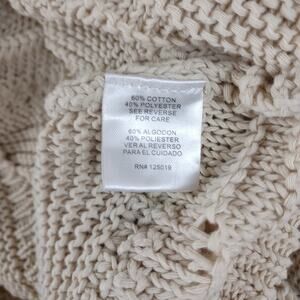 60% COTTON
40% POLYESTER
SEE REVERSE
FOR CARE
60% ALGODON
40% POLIESTER
VER AL REVERSO
PARA EL CUIDADO
RN# 125019